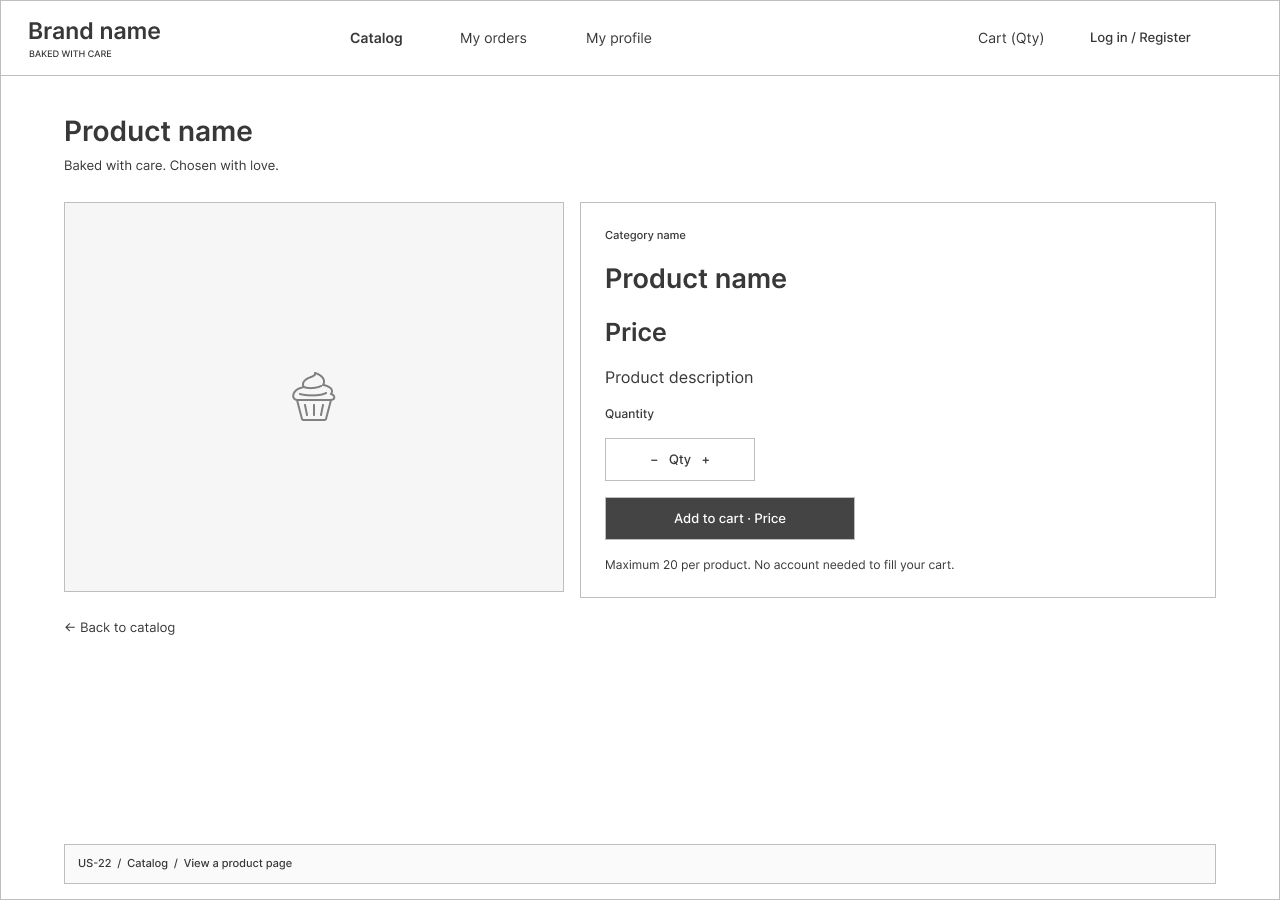 Brand name
BAKED WITH CARE
Catalog
My orders
My profile
Cart (Qty)
Log in / Register
Product name
Baked with care. Chosen with love.
Category name
Product name
Price
Product description
Quantity
− Qty +
Add to cart · Price
Maximum 20 per product. No account needed to fill your cart.
← Back to catalog
US-22 / Catalog / View a product page